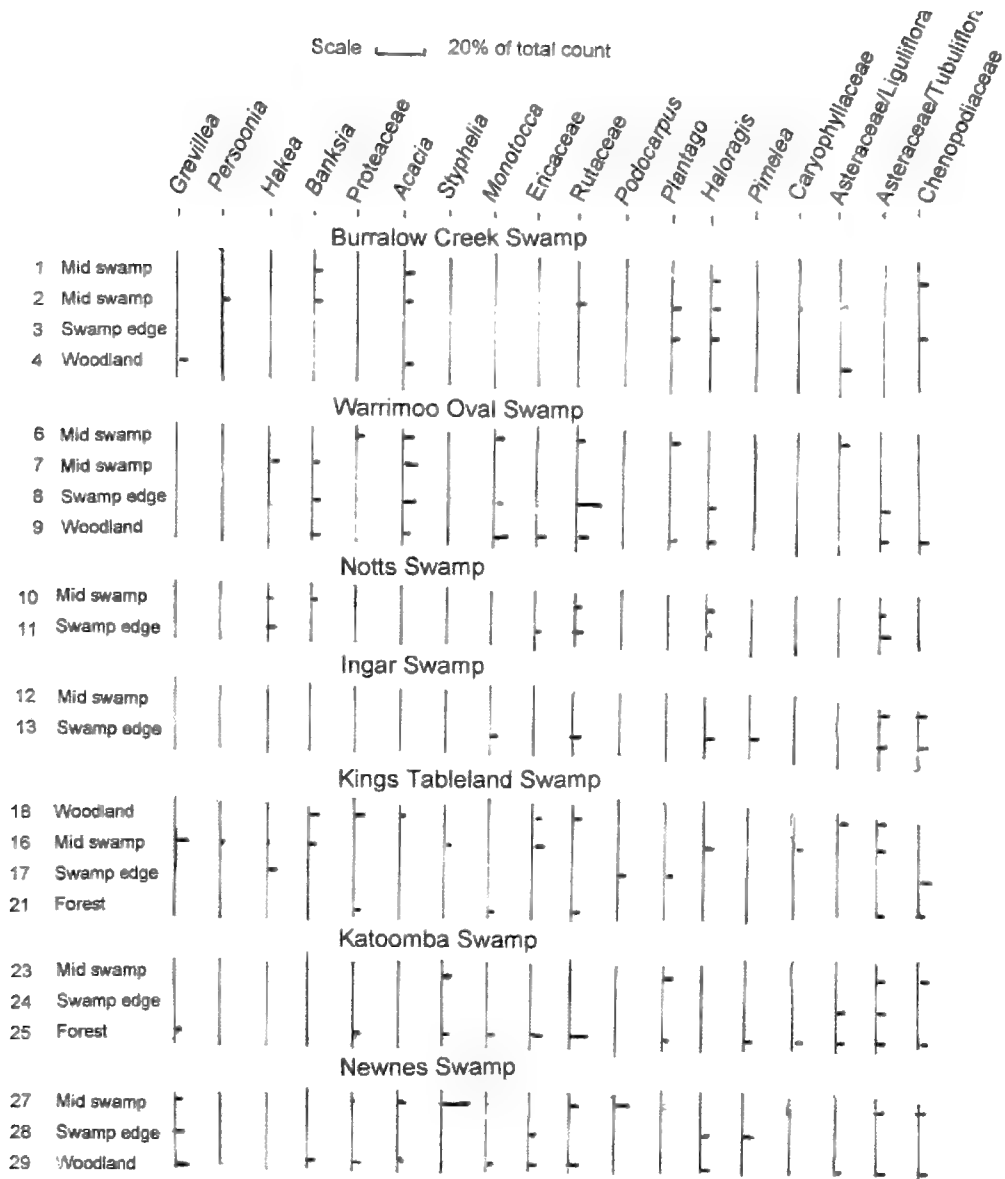 Scale 20% of total count
Grevillea Persoonia Hakea Banksia Proteaceae Acacia Styphelia Monotocca Ericaceae Rutaceae Podocarpus Plantago Haloragis Pimelea Caryophyllaceae Asteraceae/Liguliflora Asteraceae/Tubuliflora Chenopodiaceae
Burralow Creek Swamp
1 Mid swamp
2 Mid swamp
3 Swamp edge
4 Woodland
Warrimoo Oval Swamp
6 Mid swamp
7 Mid swamp
8 Swamp edge
9 Woodland
Notts Swamp
10 Mid swamp
11 Swamp edge
Ingar Swamp
12 Mid swamp
13 Swamp edge
Kings Tableland Swamp
18 Woodland
16 Mid swamp
17 Swamp edge
21 Forest
Katoomba Swamp
23 Mid swamp
24 Swamp edge
25 Forest
Newnes Swamp
27 Mid swamp
28 Swamp edge
29 Woodland